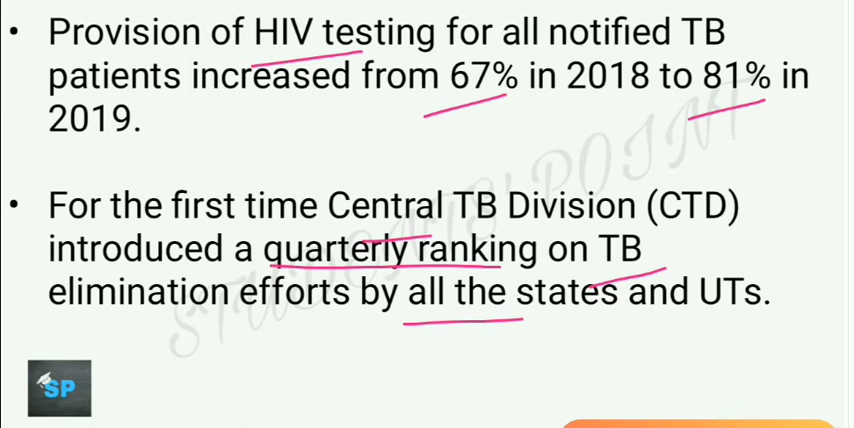 • Provision of HIV testing for all notified TB
patients increased from 67% in 2018 to 81% in
2019.
• For the first time Central TB Division (CTD)
introduced a quarterly ranking on TB
elimination efforts by all the states and UTs.
STUDENTS' POINT
SP